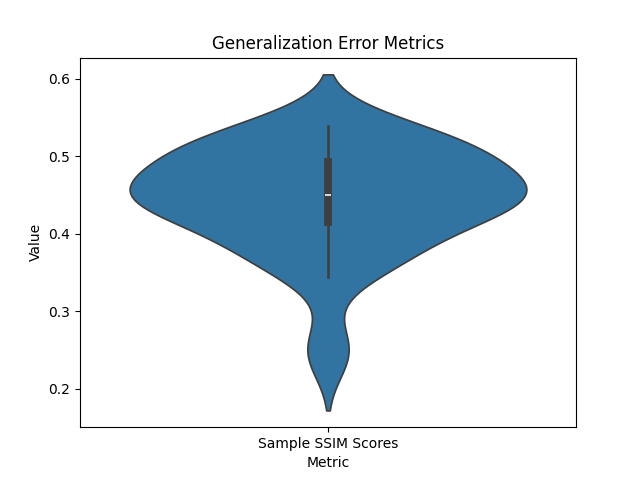 Generalization Error Metrics
0.6
0.5
0.4
0.3
0.2
Value
Sample SSIM Scores
Metric